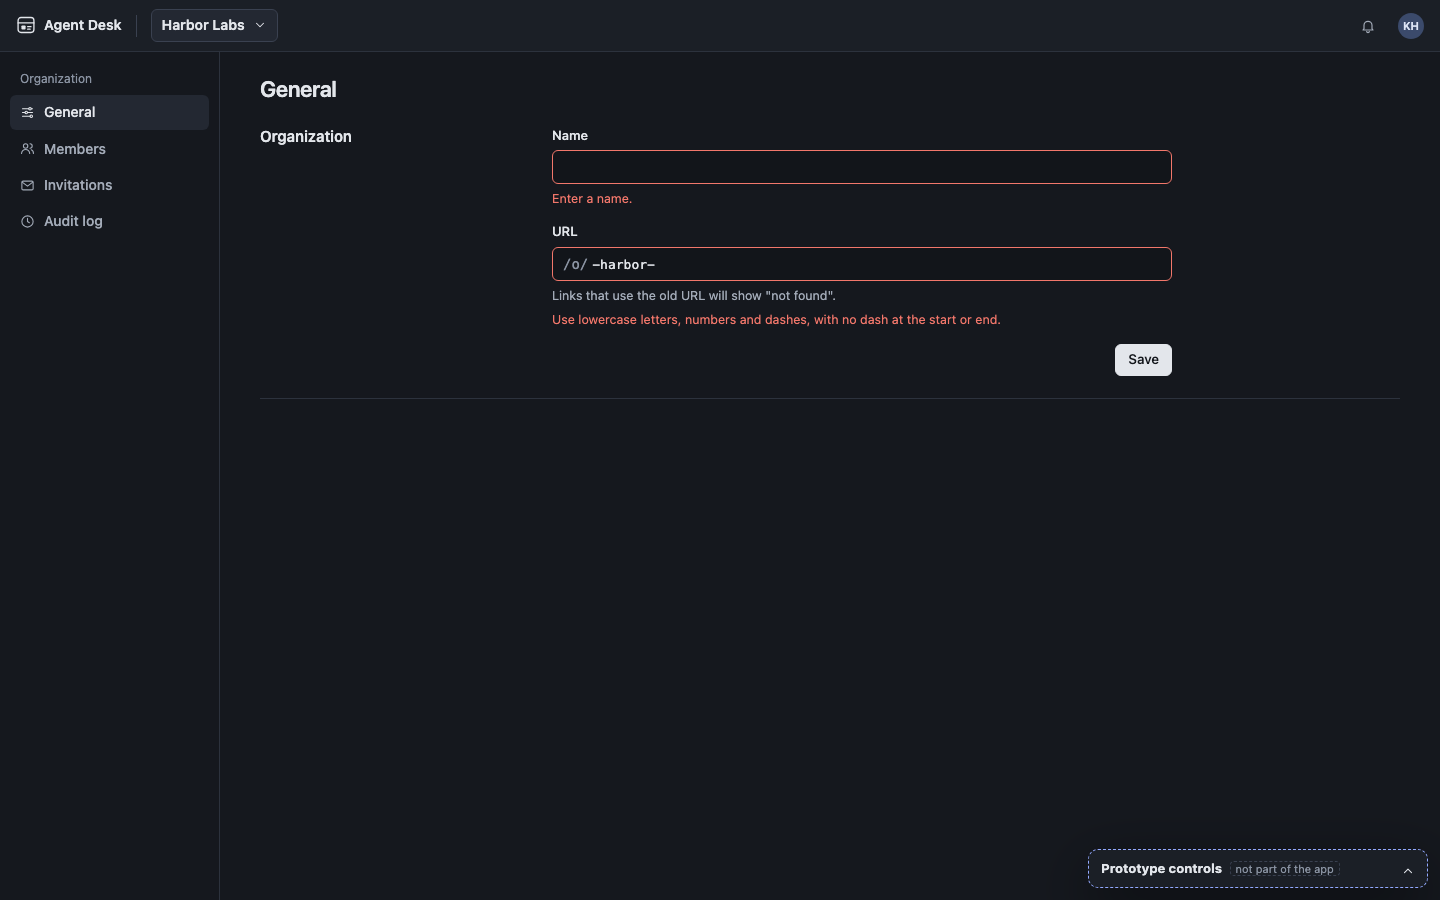 Agent Desk
Harbor Labs
KH
Organization
General
Members
Invitations
Audit log
General
Organization
Name
Enter a name.
URL
/o/ -harbor-
Links that use the old URL will show "not found".
Use lowercase letters, numbers and dashes, with no dash at the start or end.
Save
Prototype controls not part of the app